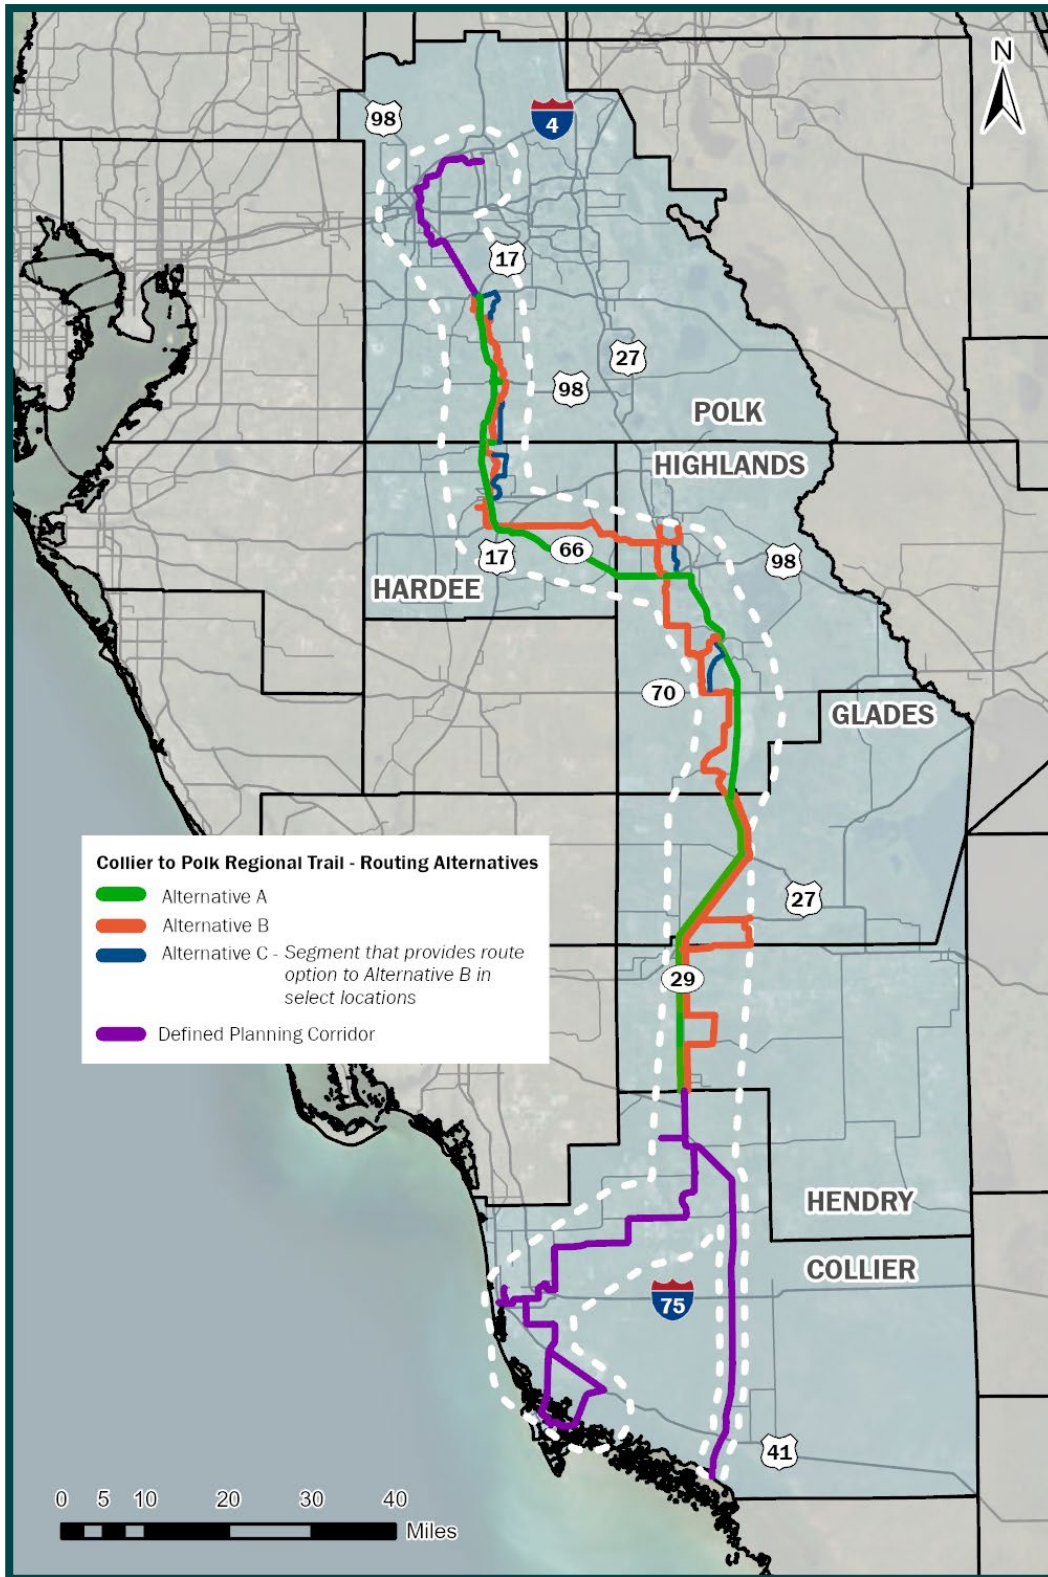 N
98
4
17
27
98
POLK
HIGHLANDS
66
17
98
HARDEE
70
GLADES
Collier to Polk Regional Trail - Routing Alternatives
Alternative A
Alternative B
Alternative C - Segment that provides route
option to Alternative B in
select locations
Defined Planning Corridor
27
29
HENDRY
COLLIER
75
41
0 5 10 20 30 40
Miles